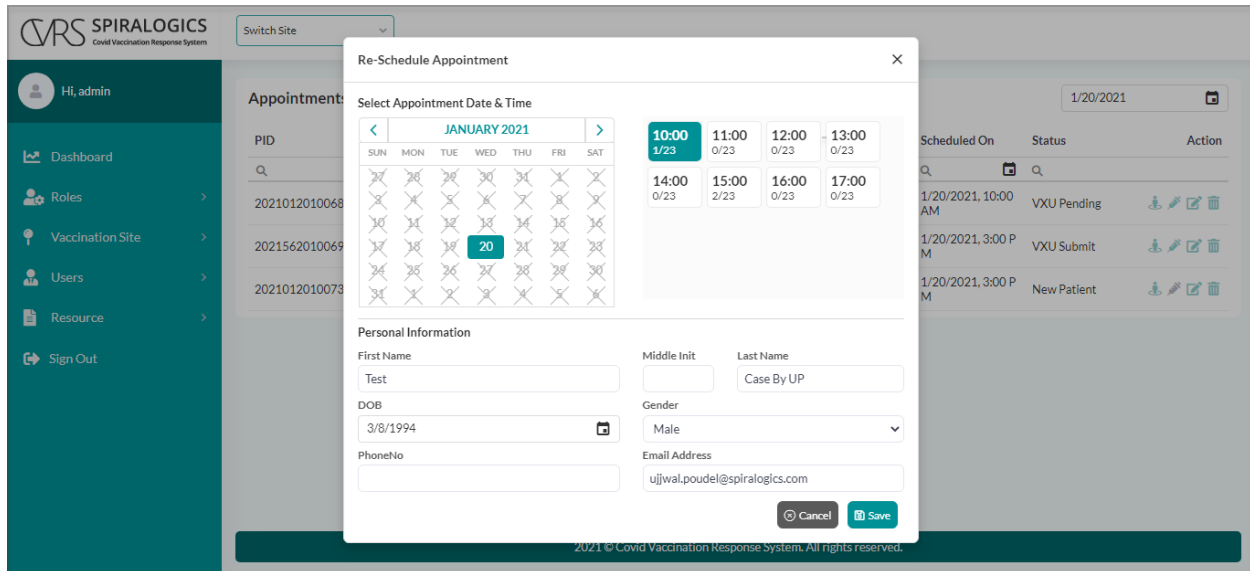 CVRS SPIRALOGICS
Covid Vaccination Response System
Switch Site
Hi, admin
Dashboard
Roles
Vaccination Site
Users
Resource
Sign Out
Appointments
1/20/2021
PID Scheduled On Status Action
2021012010068 1/20/2021, 10:00
AM VXU Pending
2021562010069 1/20/2021, 3:00 P
M VXU Submit
2021012010073 1/20/2021, 3:00 P
M New Patient
Re-Schedule Appointment
Select Appointment Date & Time
JANUARY 2021
SUN MON TUE WED THU FRI SAT
27 28 29 30 31 1 2
3 4 5 6 7 8 9
10 11 12 13 14 15 16
17 18 19 20 21 22 23
24 25 26 27 28 29 30
31 1 2 3 4 5 6
10:00 11:00 12:00 13:00
1/23 0/23 0/23 0/23
14:00 15:00 16:00 17:00
0/23 2/23 0/23 0/23
Personal Information
First Name Middle Init Last Name
Test Case By UP
DOB Gender
3/8/1994 Male
PhoneNo Email Address
ujjwal.poudel@spiralogics.com
Cancel Save
2021 © Covid Vaccination Response System. All rights reserved.